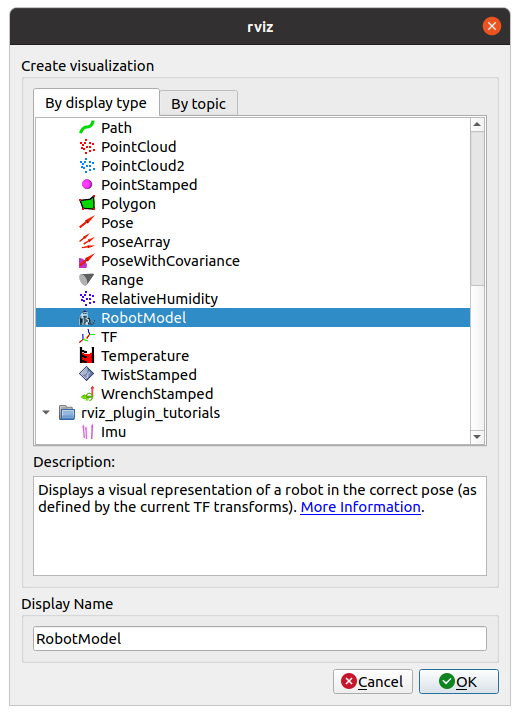 rviz
Create visualization
By display type
By topic
Path
PointCloud
PointCloud2
PointStamped
Polygon
Pose
PoseArray
PoseWithCovariance
Range
RelativeHumidity
RobotModel
TF
Temperature
TwistStamped
WrenchStamped
rviz_plugin_tutorials
Imu
Description:
Displays a visual representation of a robot in the correct pose (as
defined by the current TF transforms). More Information.
Display Name
RobotModel
Cancel
OK